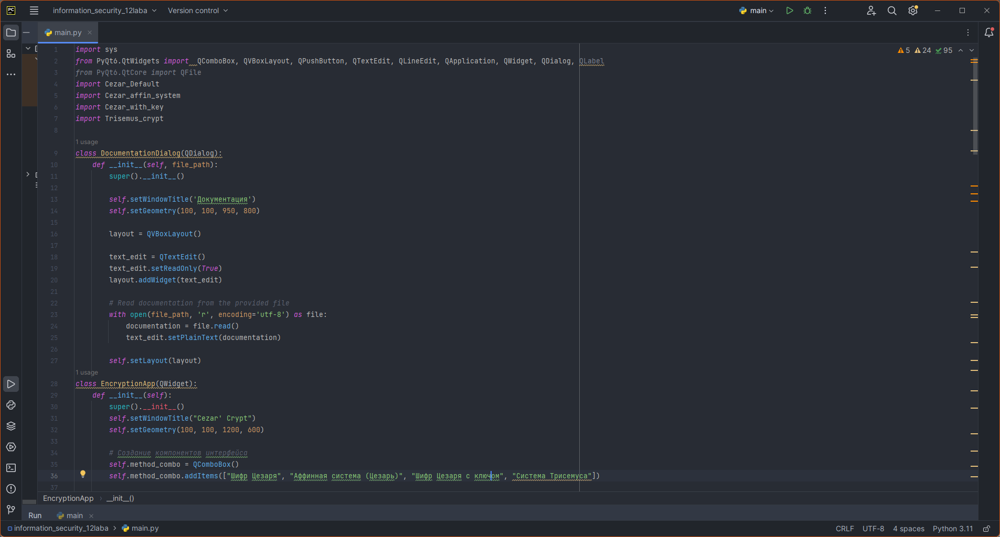 PC information_security_12laba Version control main
main.py
5 24 95
1 import sys
2 from PyQt6.QtWidgets import QComboBox, QVBoxLayout, QPushButton, QTextEdit, QLineEdit, QApplication, QWidget, QDialog, QLabel
3 from PyQt6.QtCore import QFile
4 import Cezar_Default
5 import Cezar_affin_system
6 import Cezar_with_key
7 import Trisemus_crypt
8
1 usage
9 class DocumentationDialog(QDialog):
10 def __init__(self, file_path):
11 super().__init__()
12
13 self.setWindowTitle('Документация')
14 self.setGeometry(100, 100, 950, 800)
15
16 layout = QVBoxLayout()
17
18 text_edit = QTextEdit()
19 text_edit.setReadOnly(True)
20 layout.addWidget(text_edit)
21
22 # Read documentation from the provided file
23 with open(file_path, 'r', encoding='utf-8') as file:
24 documentation = file.read()
25 text_edit.setPlainText(documentation)
26
27 self.setLayout(layout)
1 usage
28 class EncryptionApp(QWidget):
29 def __init__(self):
30 super().__init__()
31 self.setWindowTitle("Cezar' Crypt")
32 self.setGeometry(100, 100, 1200, 600)
33
34 # Создание компонентов интерфейса
35 self.method_combo = QComboBox()
36 self.method_combo.addItems(["Шифр Цезаря", "Аффинная система (Цезарь)", "Шифр Цезаря с ключом", "Система Трисемуса"])
37
EncryptionApp › __init__()
Run main
information_security_12laba › main.py CRLF UTF-8 4 spaces Python 3.11